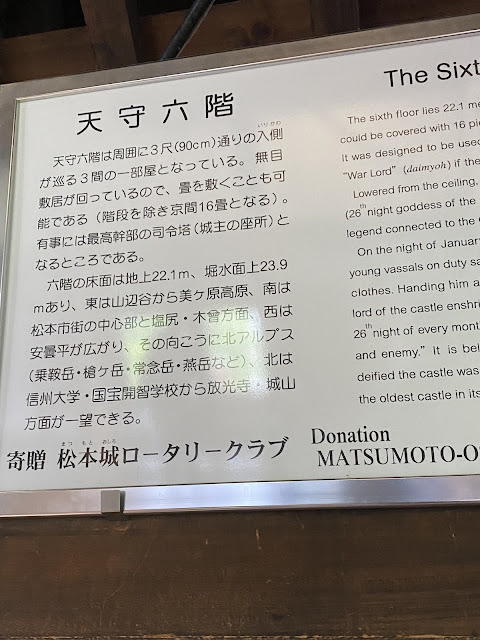 天守六階
いりかわ
天守六階は周囲に３尺(90cm)通りの入側
が巡る３間の一部屋となっている。無目
敷居が回っているので、畳を敷くことも可
能である（階段を除き京間16畳となる）。
有事には最高幹部の司令塔（城主の座所）と
なるところである。
六階の床面は地上22.1m、堀水面上23.9
mあり、東は山辺谷から美ヶ原高原、南は
松本市街の中心部と塩尻・木曽方面、西は
安曇平が広がり、その向こうに北アルプス
（乗鞍岳・槍ヶ岳・常念岳・燕岳など）、北は
信州大学・国宝開智学校から放光寺・城山
方面が一望できる。
まつ もと おしろ
寄贈 松本城ロータリークラブ
The Sixt
The sixth floor lies 22.1 me
could be covered with 16 pie
It was designed to be used
"War Lord" (daimyoh) if the
Lowered from the ceiling,
(26th night goddess of the
legend connected to the
On the night of January
young vassals on duty sa
clothes. Handing him a
lord of the castle enshri
26th night of every mont
and enemy." It is bel
deified the castle was
the oldest castle in its
Donation
MATSUMOTO-O